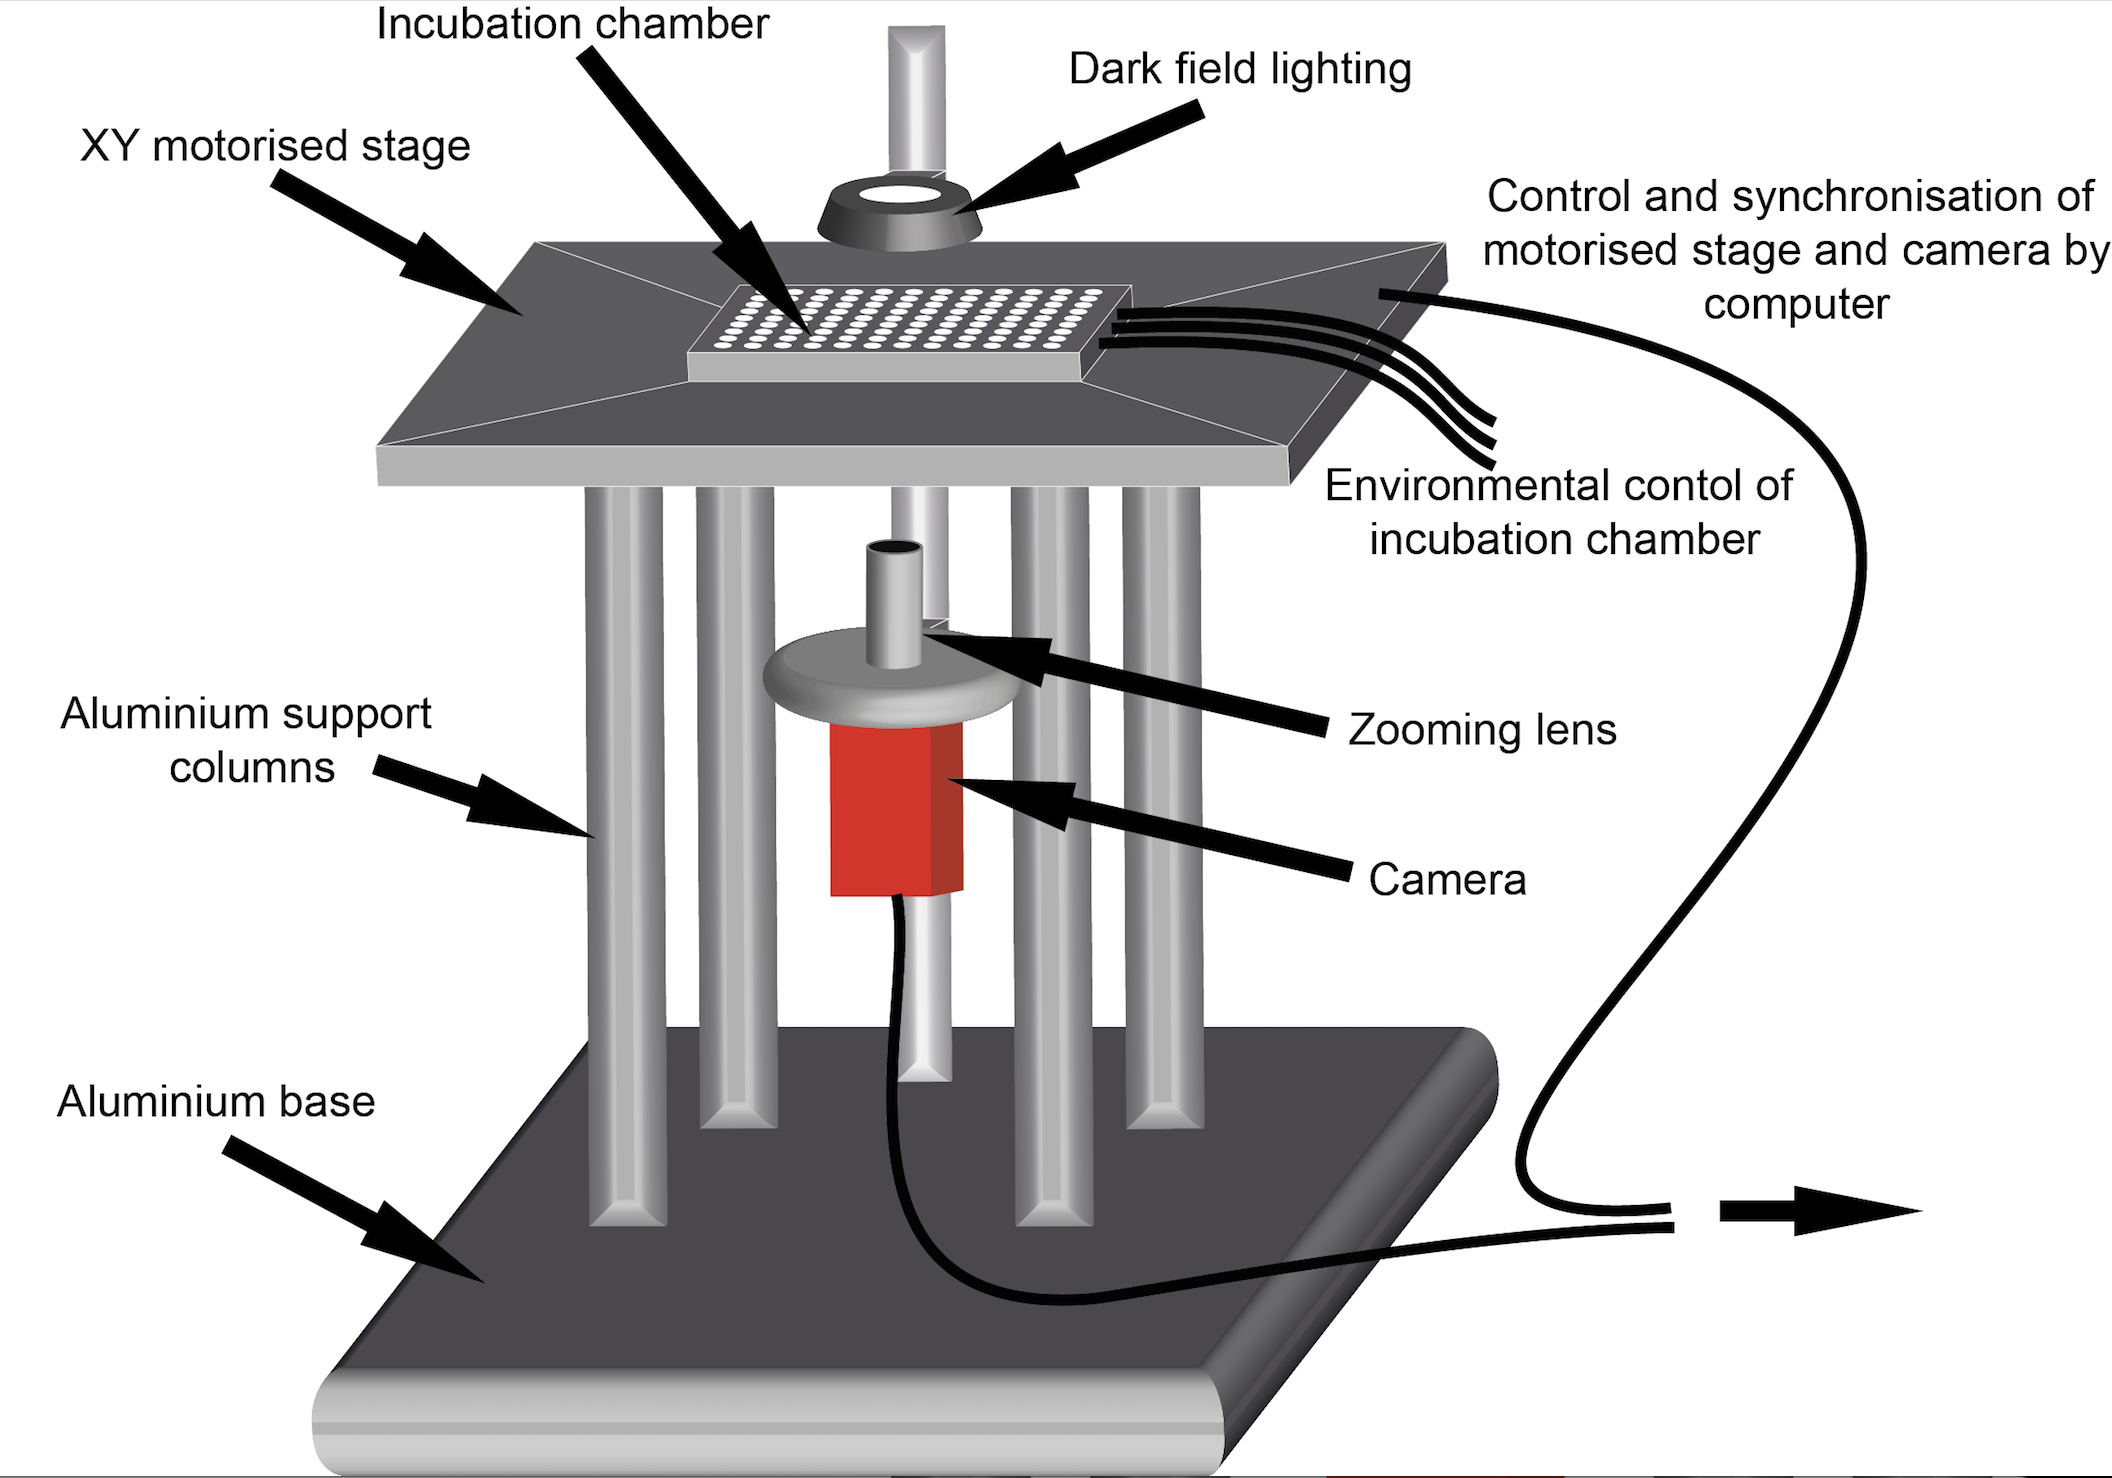 Incubation chamber
Dark field lighting
XY motorised stage
Control and synchronisation of
motorised stage and camera by
computer
Environmental contol of
incubation chamber
Aluminium support
columns
Zooming lens
Camera
Aluminium base